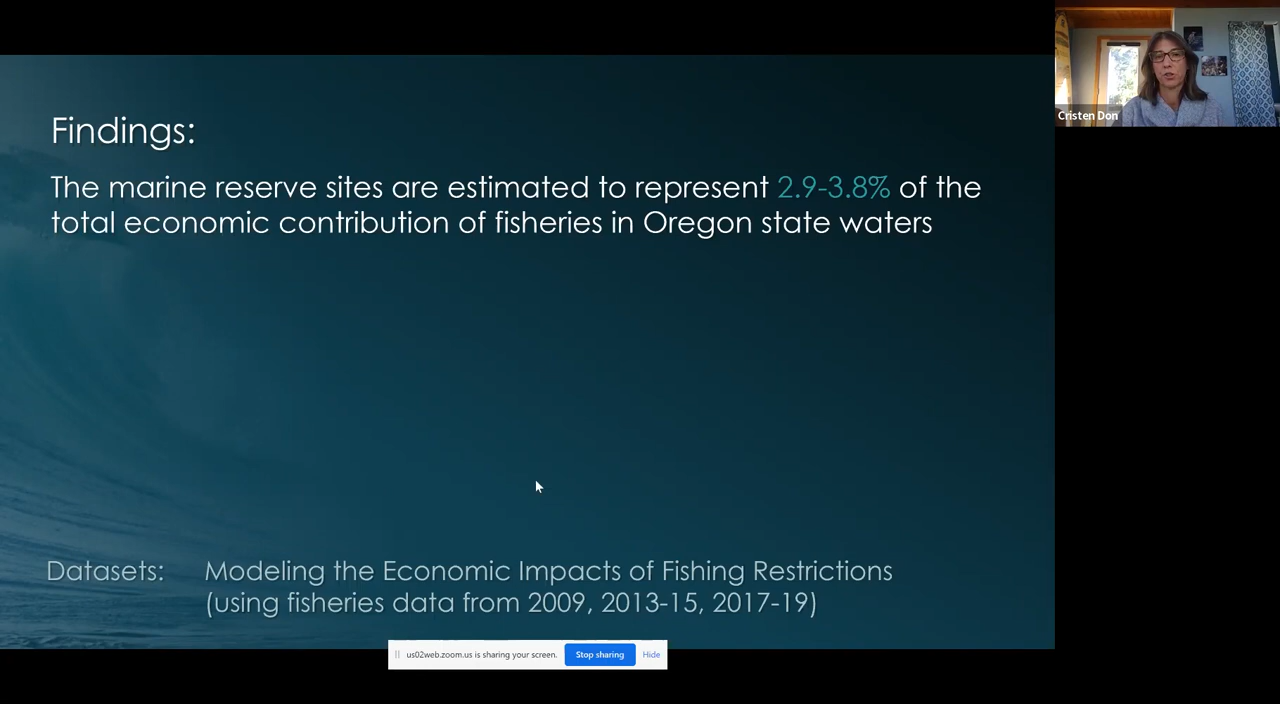 Findings:
The marine reserve sites are estimated to represent 2.9-3.8% of the
total economic contribution of fisheries in Oregon state waters
Datasets: Modeling the Economic Impacts of Fishing Restrictions
(using fisheries data from 2009, 2013-15, 2017-19)
us02web.zoom.us is sharing your screen. Stop sharing Hide
Cristen Don